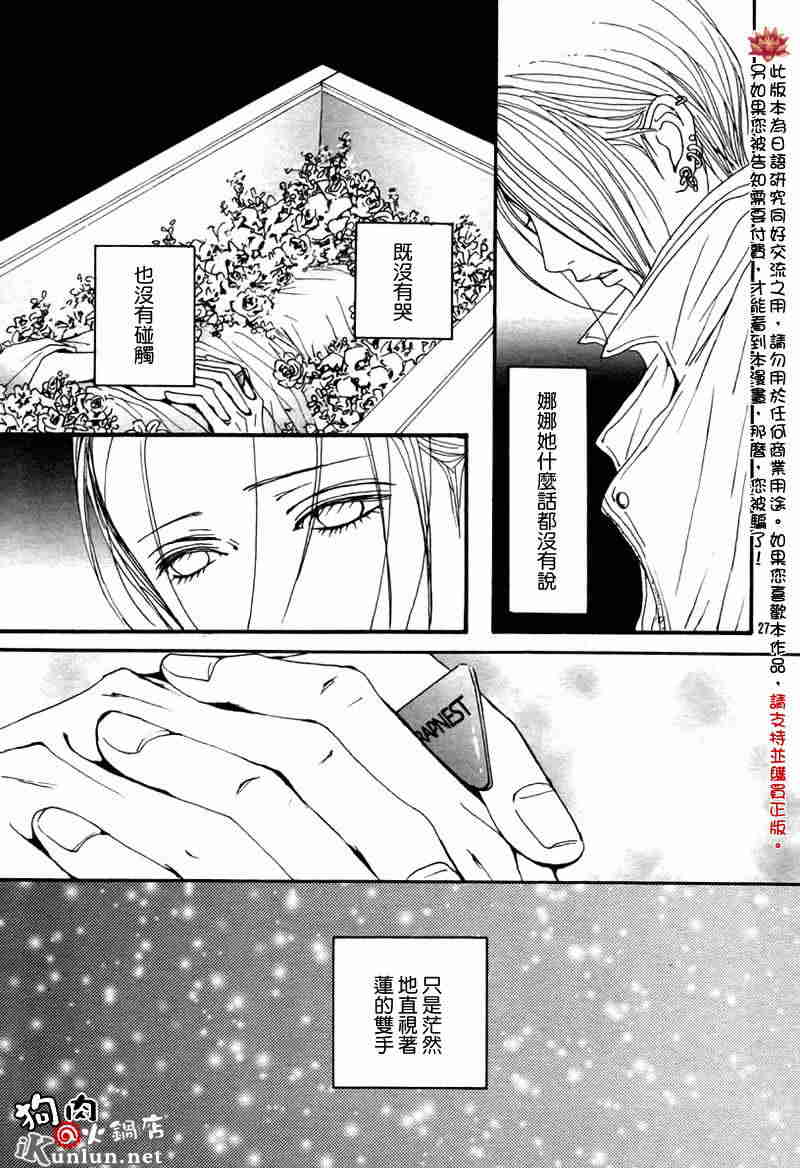 娜娜她什麼話都沒有說
既沒有哭
也沒有碰觸
RAPNEST
只是茫然
地直視著
蓮的雙手
27
此版本為日語研究同好交流之用，請勿用於任何商業用途。如果您喜歡本作品，請支持並購買正版。
另如果您被告知需要付費，才能看到本漫畫，那麼，您被騙了！
狗肉火鍋店
iKunlun.net